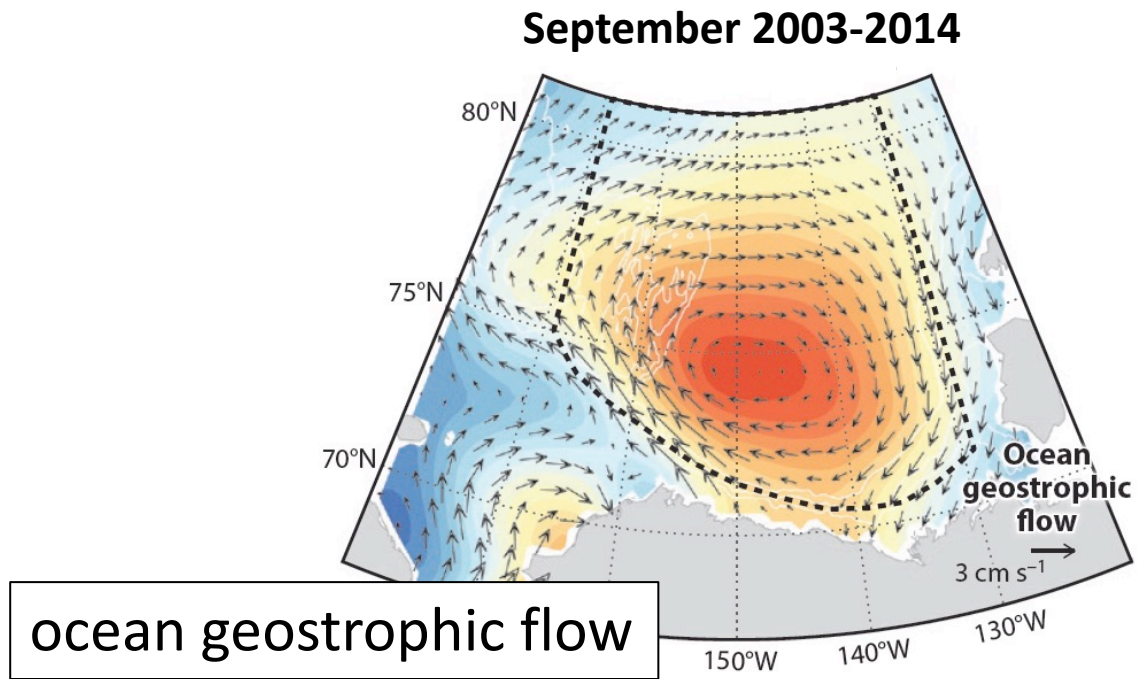 September 2003-2014
80°N
75°N
70°N
Ocean
geostrophic
flow
3 cm s⁻¹
130°W
140°W
150°W
ocean geostrophic flow